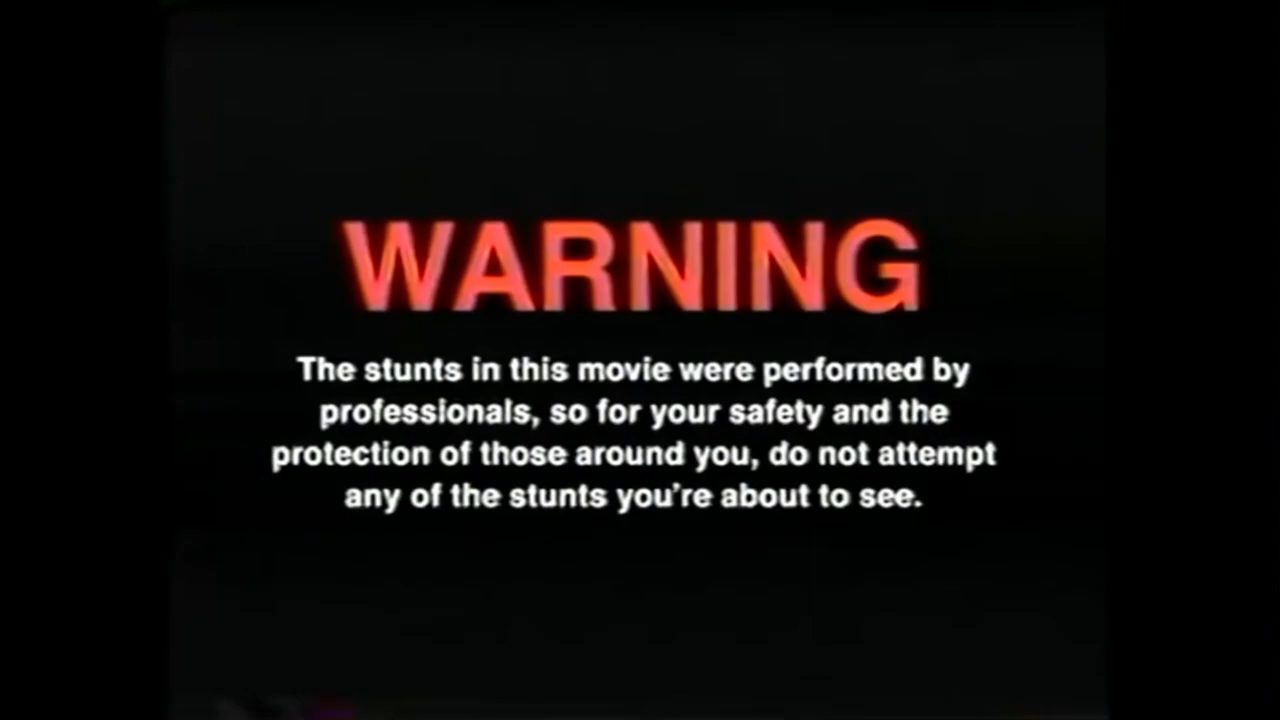 WARNING
The stunts in this movie were performed by
professionals, so for your safety and the
protection of those around you, do not attempt
any of the stunts you're about to see.